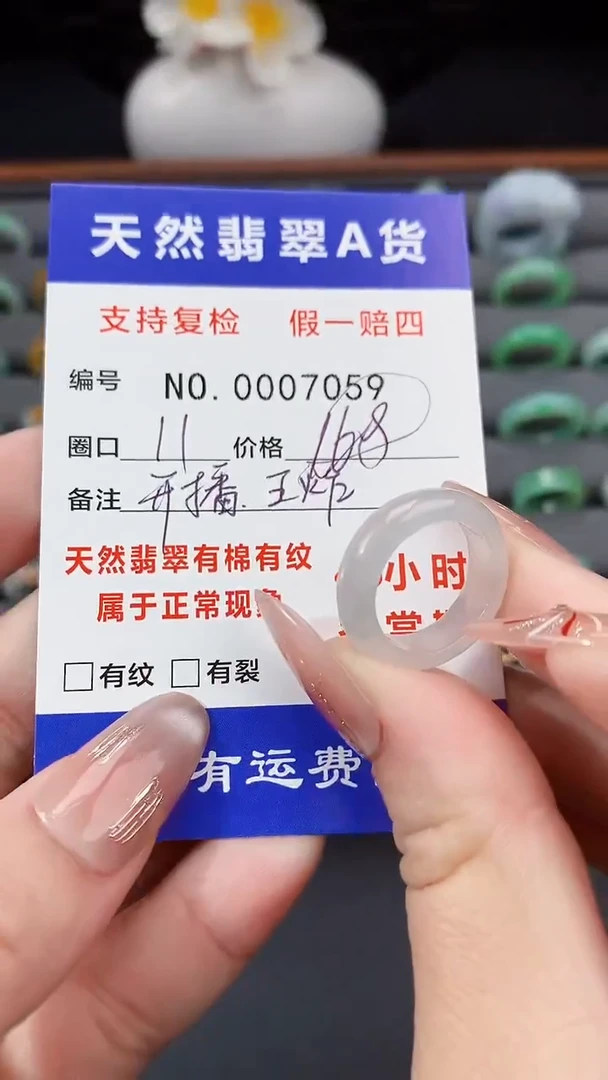 天然翡翠A货
支持复检 假一赔四
编号 NO.0007059
圈口 11 价格 168
备注 开播.王炸
天然翡翠有棉有纹 小时
属于正常现象
有纹 有裂
有运费